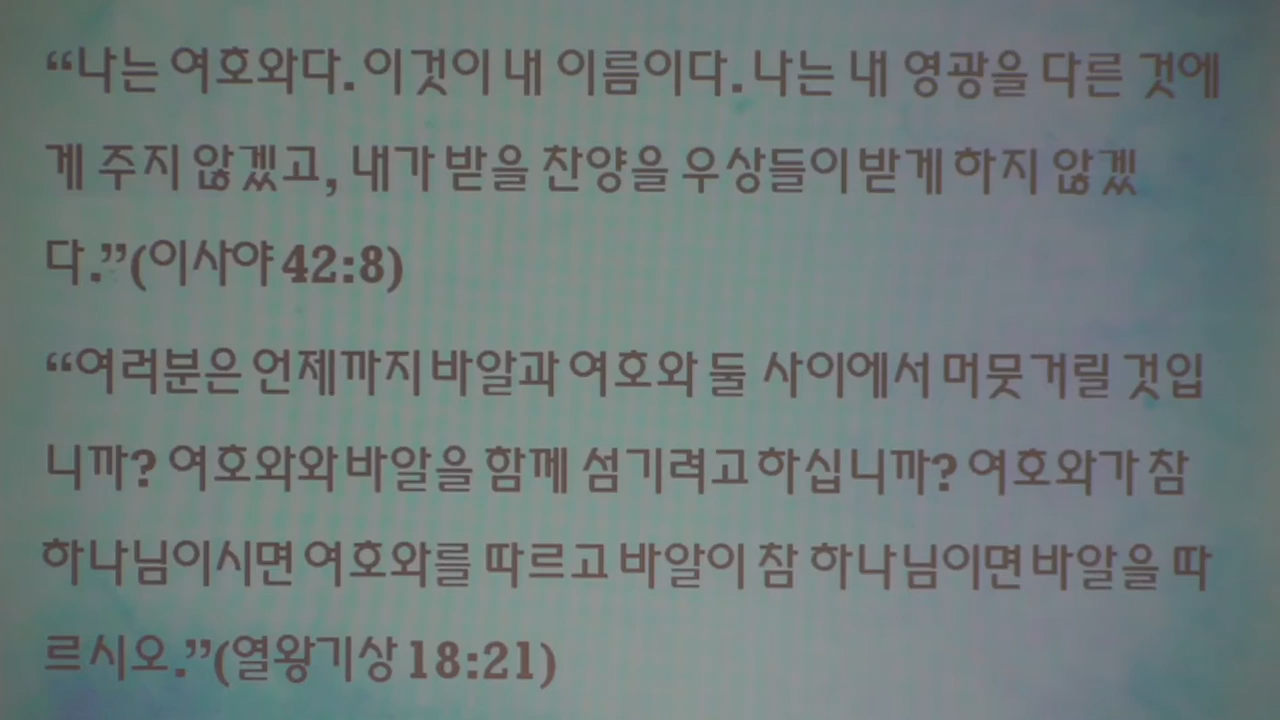 “나는 여호와다. 이것이 내 이름이다. 나는 내 영광을 다른 것에
게 주지 않겠고, 내가 받을 찬양을 우상들이 받게 하지 않겠
다.”(이사야 42:8)
“여러분은 언제까지 바알과 여호와 둘 사이에서 머뭇거릴 것입
니까? 여호와와 바알을 함께 섬기려고 하십니까? 여호와가 참
하나님이시면 여호와를 따르고 바알이 참 하나님이면 바알을 따
르시오.”(열왕기상 18:21)